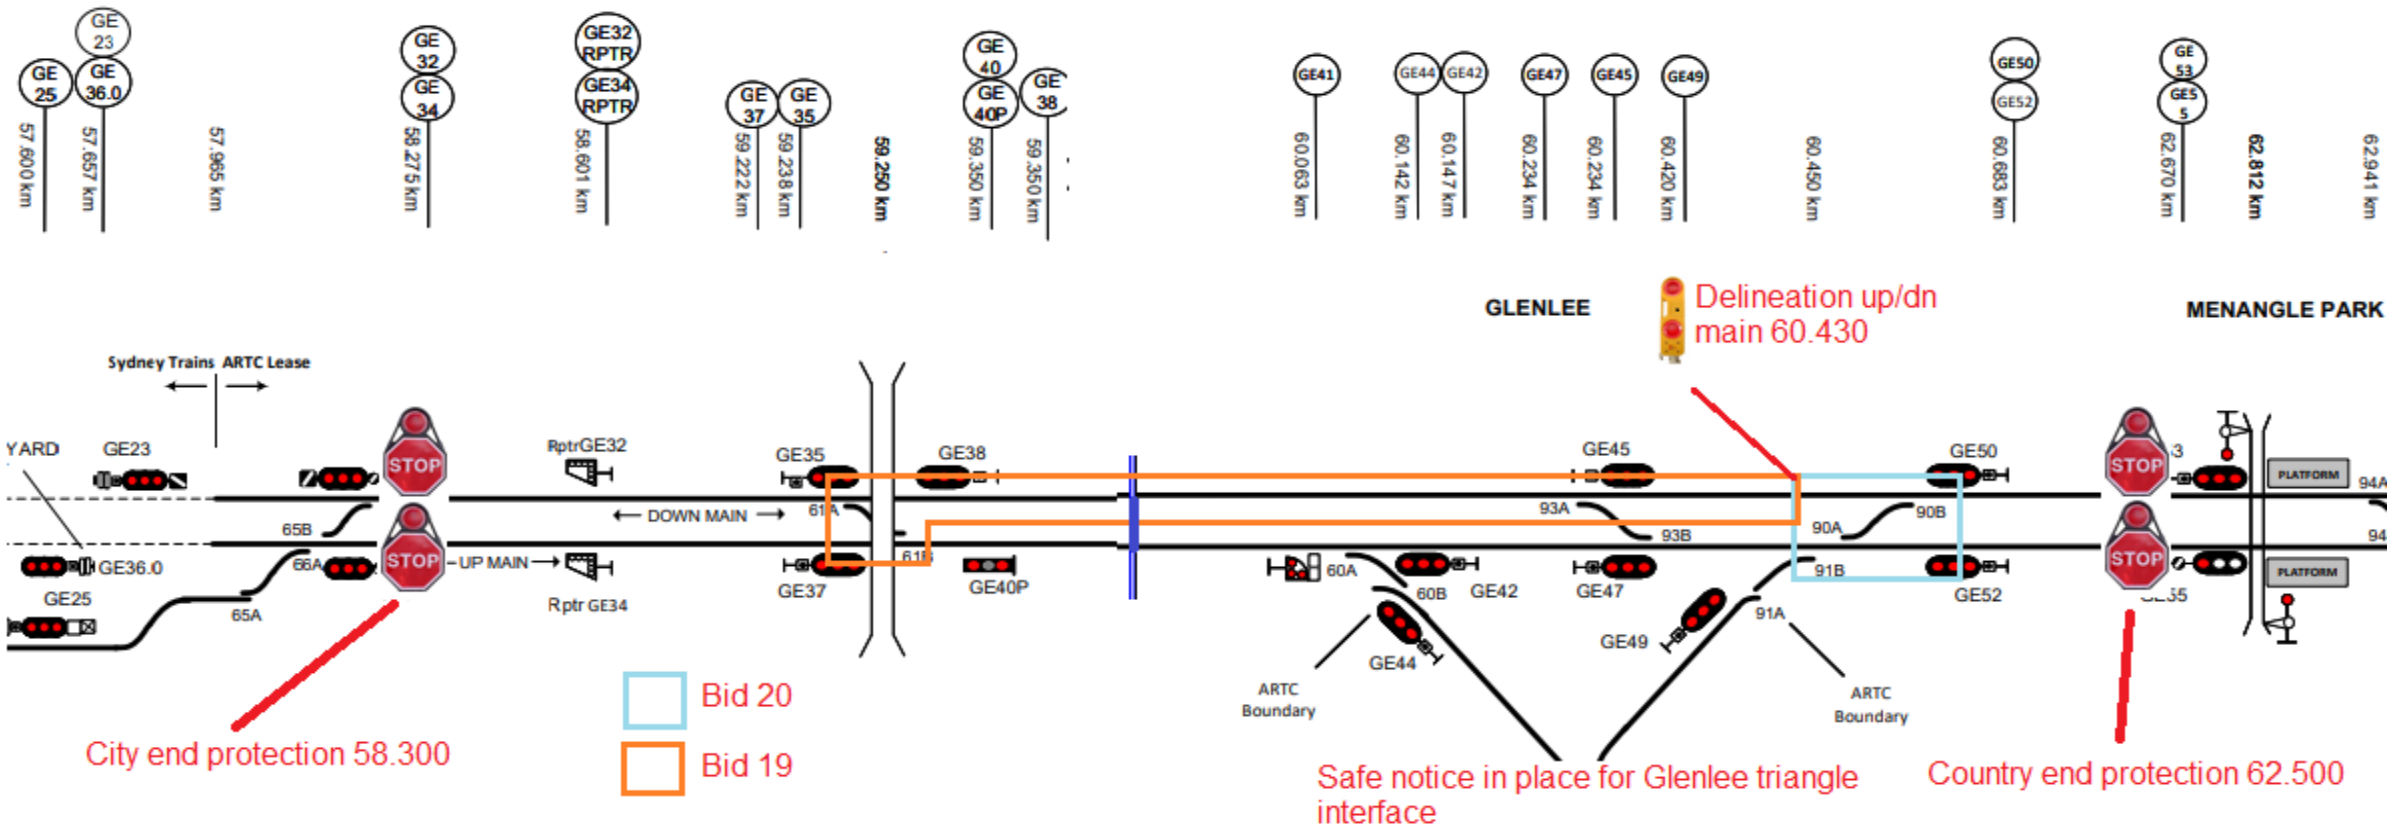 GE
23
GE
25
GE
36.0
GE
32
GE
34
GE32
RPTR
GE34
RPTR
GE
37
GE
35
GE
40
GE
40P
GE
38
GE41
GE44
GE42
GE47
GE45
GE49
GE50
GE52
GE
53
GE5
5
57.600 km
57.657 km
57.965 km
58.275 km
58.601 km
59.222 km
59.238 km
59.250 km
59.350 km
59.350 km
60.063 km
60.142 km
60.147 km
60.234 km
60.234 km
60.420 km
60.450 km
60.683 km
62.670 km
62.812 km
62.941 km
GLENLEE
Delineation up/dn
main 60.430
MENANGLE PARK
Sydney Trains ARTC Lease
YARD
GE23
STOP
Rptr GE32
GE35
GE38
GE45
GE50
STOP
3
PLATFORM
94A
65B
DOWN MAIN
61A
93A
93B
90A
90B
94
GE36.0
66A
STOP
UP MAIN
61B
GE40P
60A
60B
GE42
GE47
91B
GE52
STOP
PLATFORM
GE25
65A
Rptr GE34
GE37
GE44
GE49
91A
GE55
ARTC
Boundary
ARTC
Boundary
Bid 20
Bid 19
City end protection 58.300
Safe notice in place for Glenlee triangle
interface
Country end protection 62.500